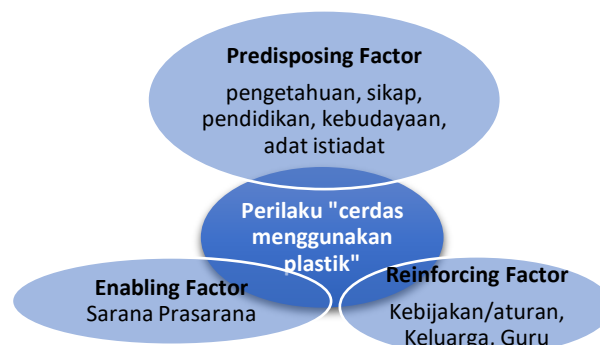 Predisposing Factor
pengetahuan, sikap,
pendidikan, kebudayaan,
adat istiadat
Perilaku "cerdas
menggunakan
plastik"
Enabling Factor
Sarana Prasarana
Reinforcing Factor
Kebijakan/aturan,
Keluarga, Guru